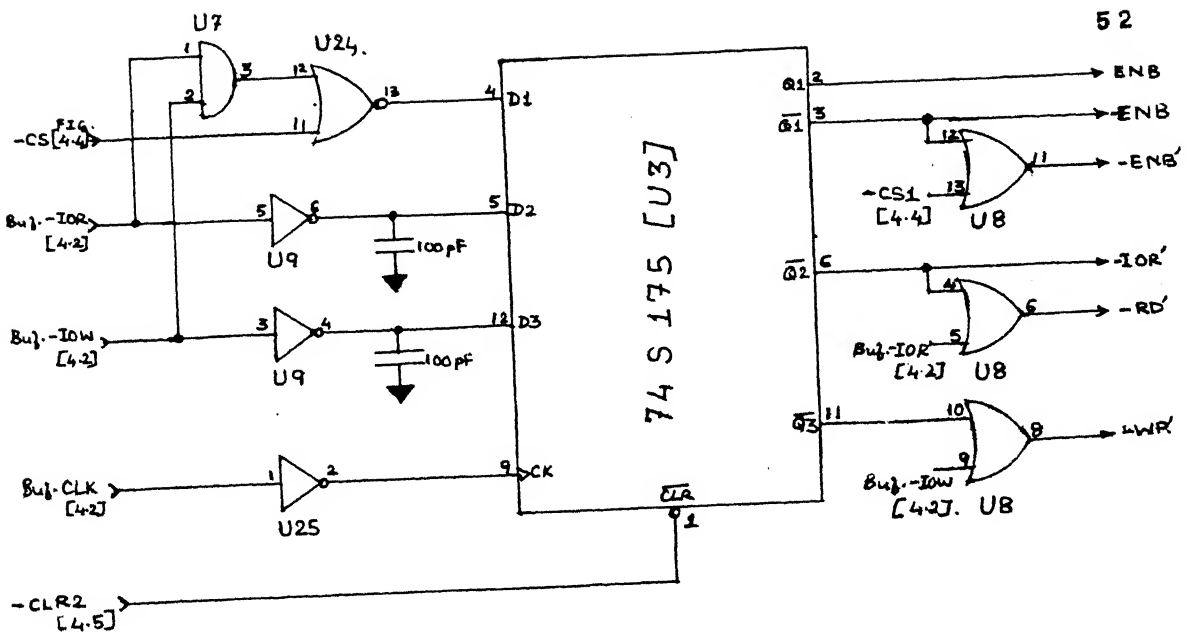 52
U7
U24.
1
2
3
12
11
13
4 D1
-CS[4.4]
FIG.
Buf.-IOR
[4.2]
5
6
U9
100pF
5 D2
Buf.-IOW
[4.2]
3
4
U9
100pF
12 D3
Buf.CLK
[4.2]
1
2
U25
9 CK
-CLR2
[4.5]
CLR
1
74S175 [U3]
Q1 2
ENB
Q1 3
-ENB
12
13
11
-ENB'
-CS1
[4.4]
U8
Q2 6
-IOR'
4
5
6
-RD'
Buf.-IOR
[4.2]
U8
Q3 11
10
9
8
-WR'
Buf.-IOW
[4.2]. U8